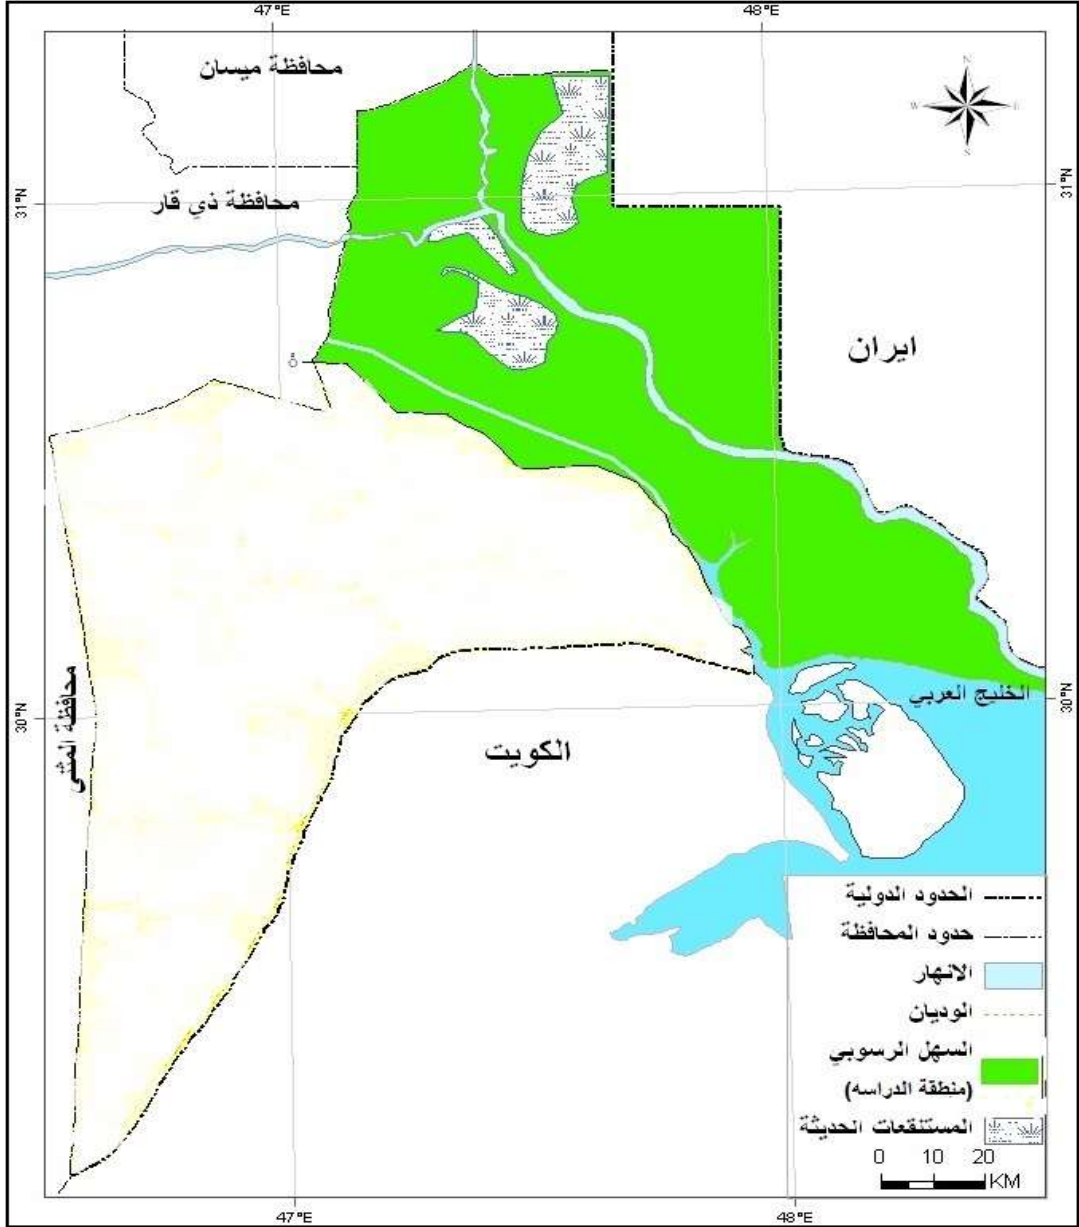 47°E
48°E
محافظة ميسان
N
W
E
S
31°N
31°N
محافظة ذي قار
ايران
محافظة المثنى
30°N
30°N
الخليج العربي
الكويت
الحدود الدولية
حدود المحافظة
الانهار
الوديان
السهل الرسوبي
(منطقة الدراسه)
المستنقعات الحديثة
0 10 20
KM
47°E
48°E